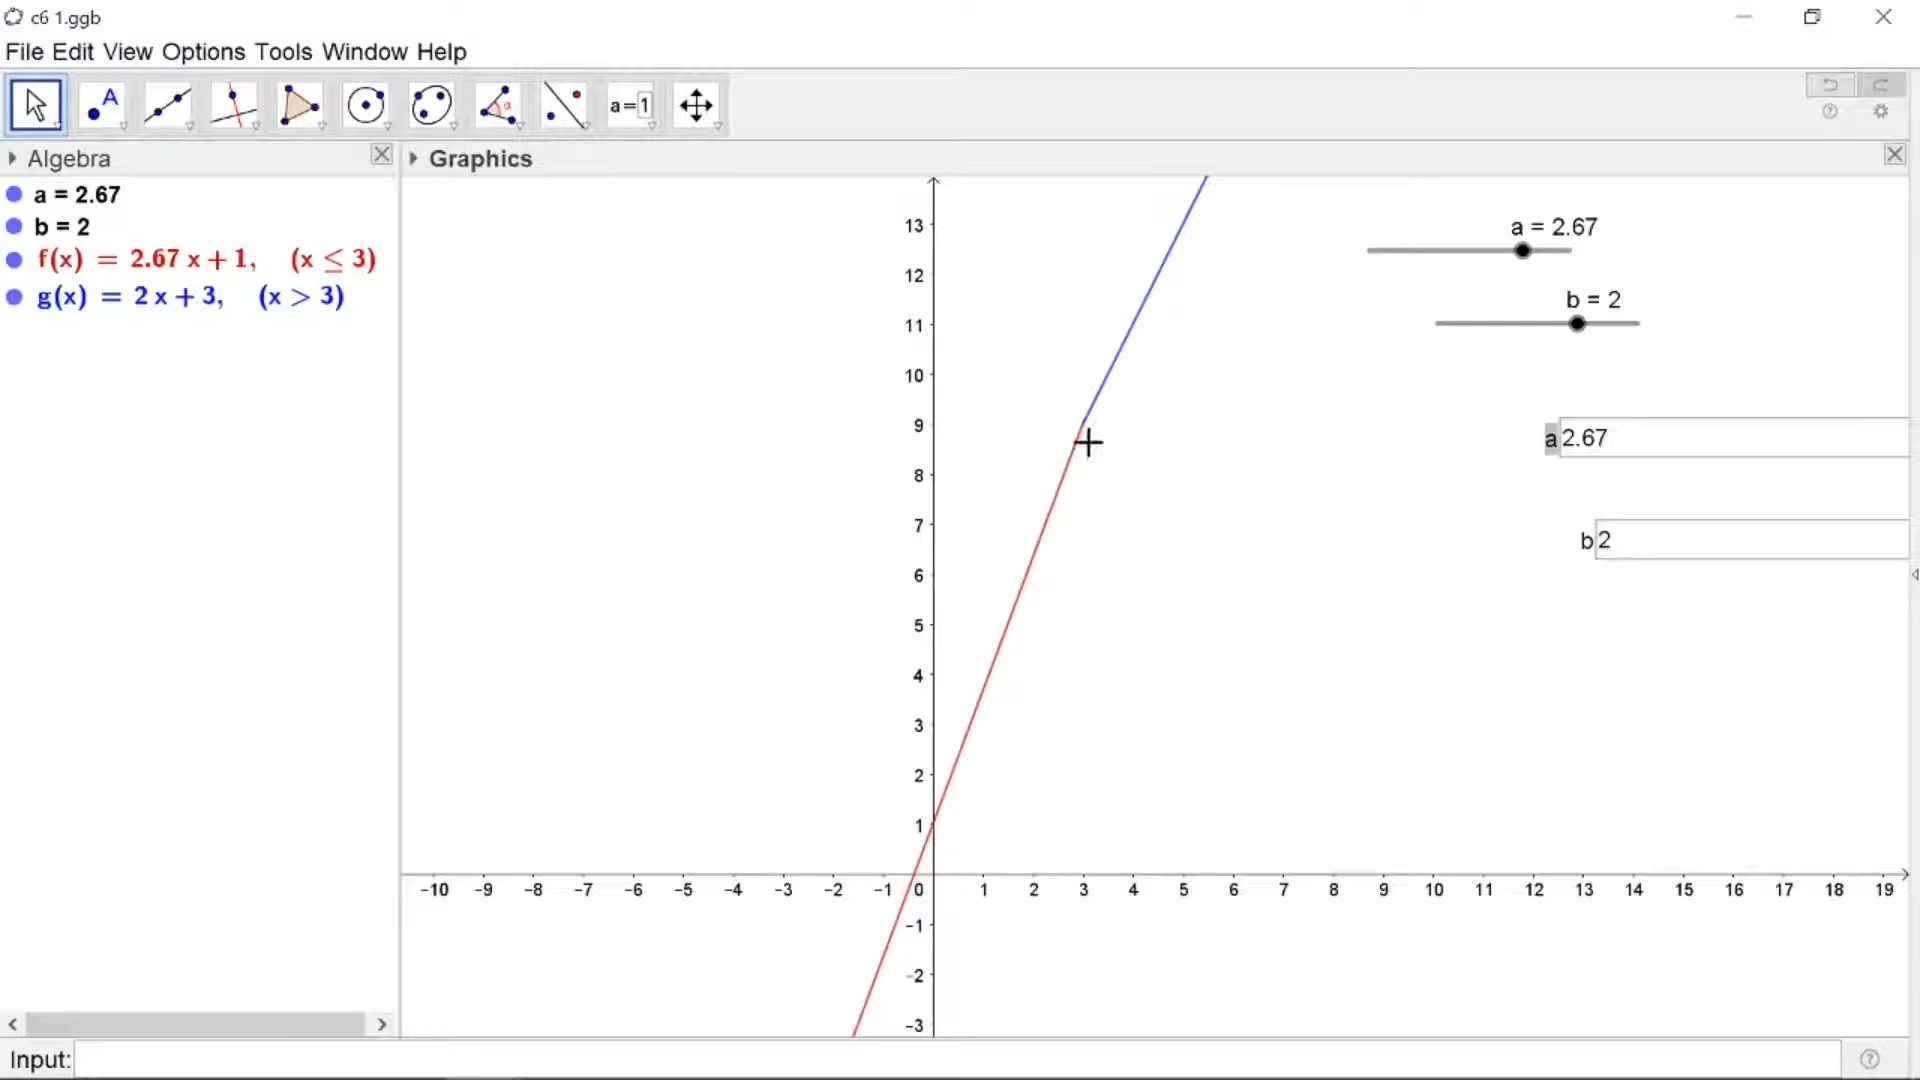 c6 1.ggb
File Edit View Options Tools Window Help
A
α
a=1
Algebra
Graphics
a = 2.67
b = 2
f(x) = 2.67 x + 1, (x ≤ 3)
g(x) = 2 x + 3, (x > 3)
13
12
11
10
9
8
7
6
5
4
3
2
1
−10 −9 −8 −7 −6 −5 −4 −3 −2 −1 0 1 2 3 4 5 6 7 8 9 10 11 12 13 14 15 16 17 18 19
−1
−2
−3
a = 2.67
b = 2
a 2.67
b 2
Input: